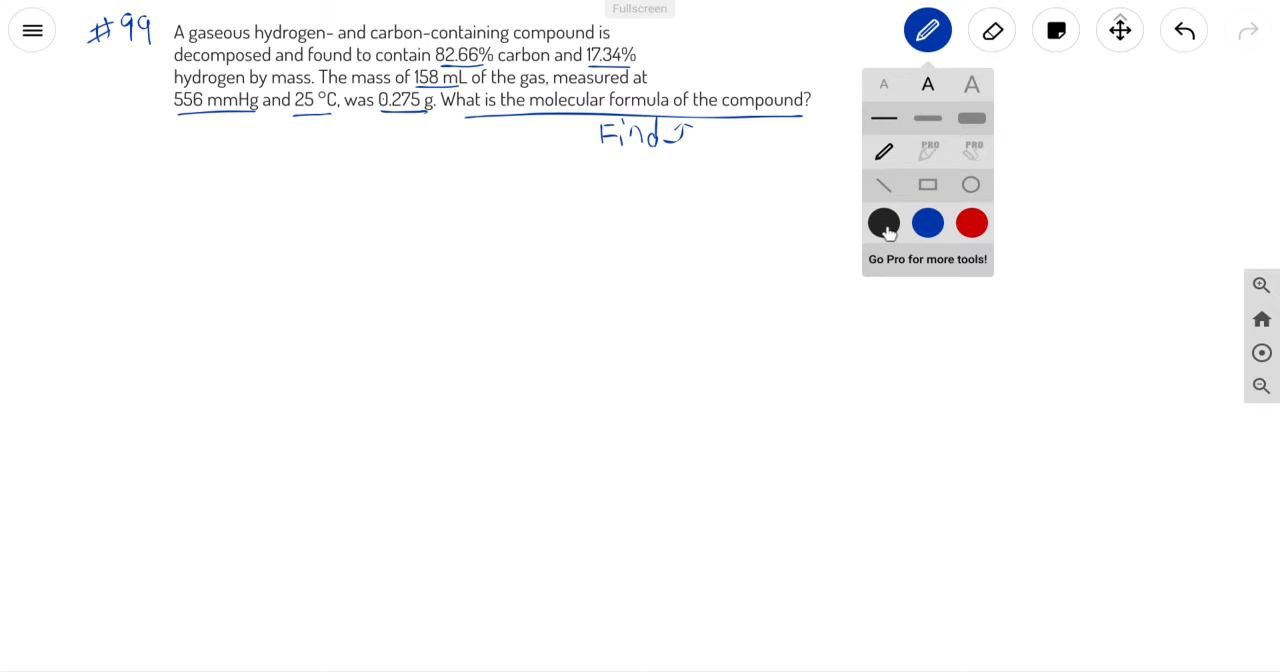 Fullscreen
#99
A gaseous hydrogen- and carbon-containing compound is
decomposed and found to contain 82.66% carbon and 17.34%
hydrogen by mass. The mass of 158 mL of the gas, measured at
556 mmHg and 25 °C, was 0.275 g. What is the molecular formula of the compound?
Find
A A A
PRO PRO
Go Pro for more tools!